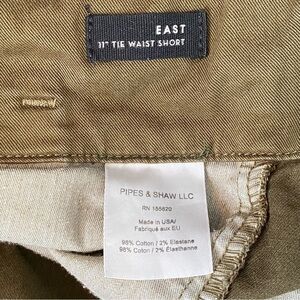 EAST
11" TIE WAIST SHORT
PIPES & SHAW LLC
RN 155620
Made in USA/
Fabriqué aux EU
98% Cotton / 2% Elastane
98% Coton / 2% Élasthanne